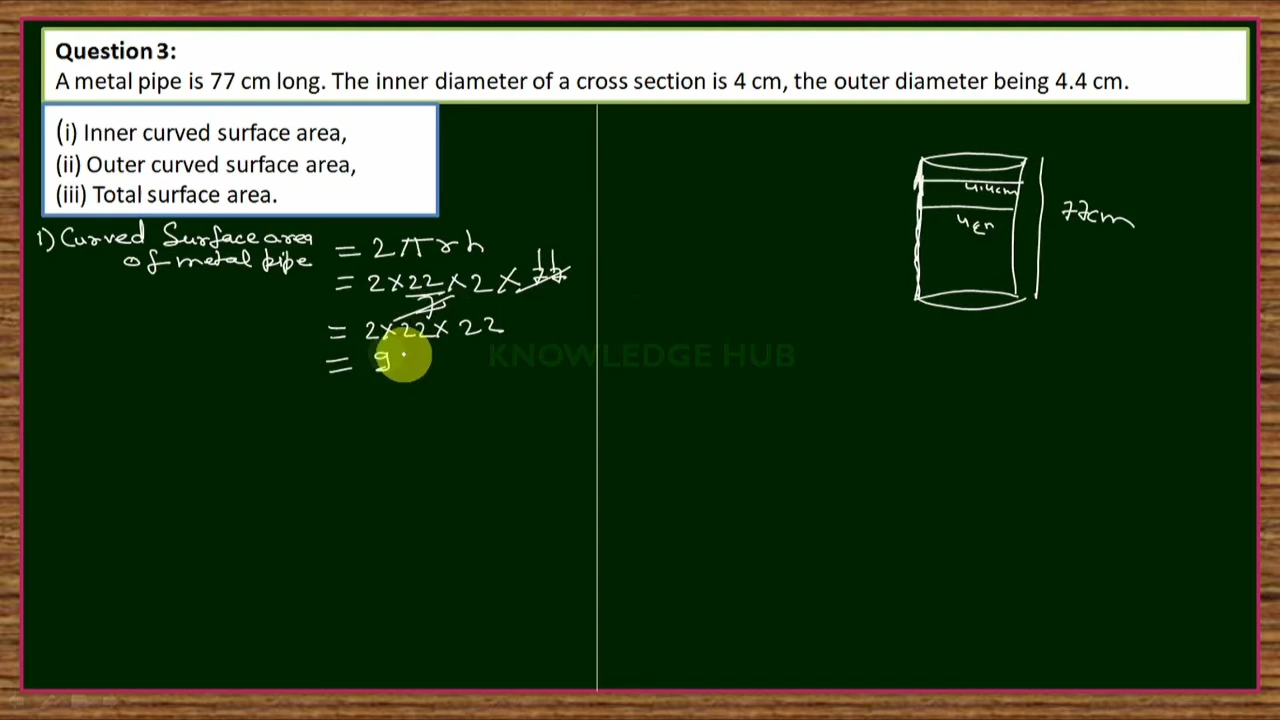 Question 3:
A metal pipe is 77 cm long. The inner diameter of a cross section is 4 cm, the outer diameter being 4.4 cm.
(i) Inner curved surface area,
(ii) Outer curved surface area,
(iii) Total surface area.
1) Curved Surface area
of metal pipe
= 2πrh
= 2×22/7×2×77 11
= 2×22×22
= 9
4.4cm
4cm
77cm
KNOWLEDGE HUB